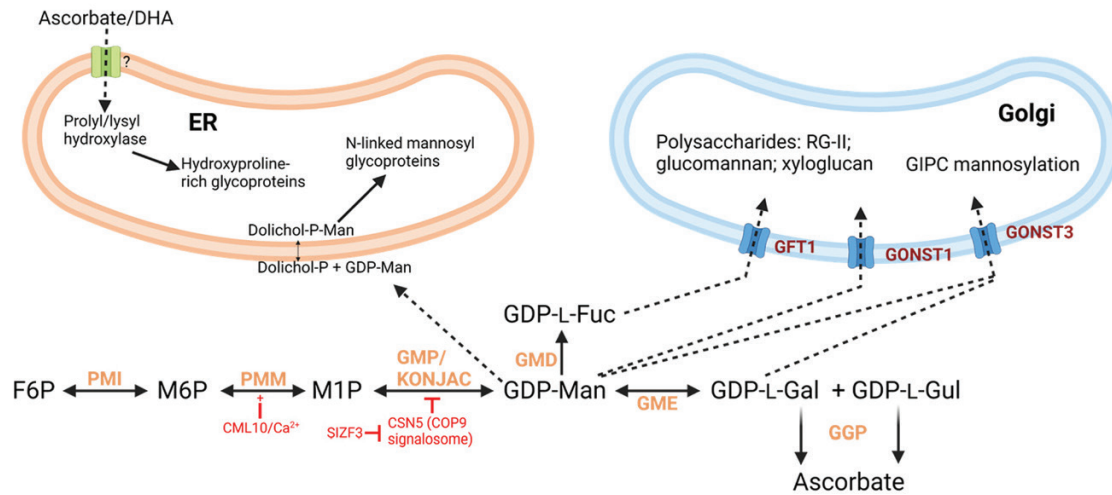 Ascorbate/DHA
?
Prolyl/lysyl
hydroxylase
ER
Hydroxyproline-
rich glycoproteins
N-linked mannosyl
glycoproteins
Dolichol-P-Man
Dolichol-P + GDP-Man
Golgi
Polysaccharides: RG-II;
glucomannan; xyloglucan
GIPC mannosylation
GFT1
GONST1
GONST3
GDP-L-Fuc
GMD
F6P
PMI
M6P
PMM
+
CML10/Ca²⁺
M1P
GMP/
KONJAC
SIZF3
CSN5 (COP9
signalosome)
GDP-Man
GME
GDP-L-Gal + GDP-L-Gul
GGP
Ascorbate